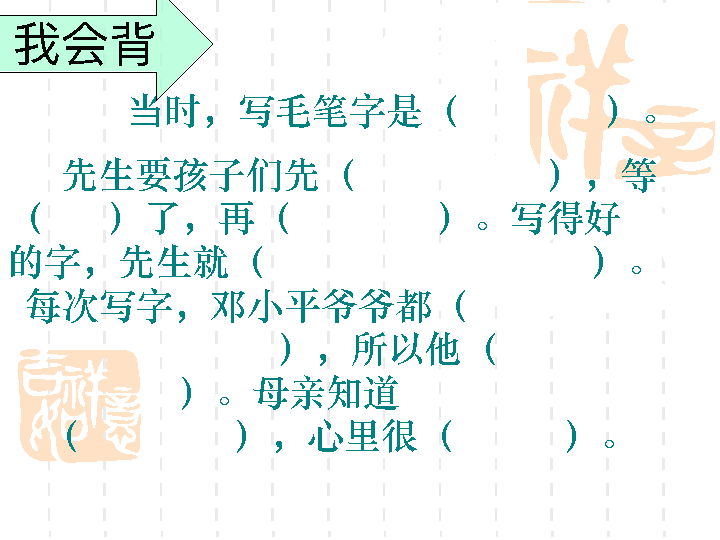 我会背
当时，写毛笔字是（ ）。
先生要孩子们先（ ），等
（ ）了，再（ ）。写得好
的字，先生就（ ）。
每次写字，邓小平爷爷都（
），所以他（
）。母亲知道
（ ），心里很（ ）。